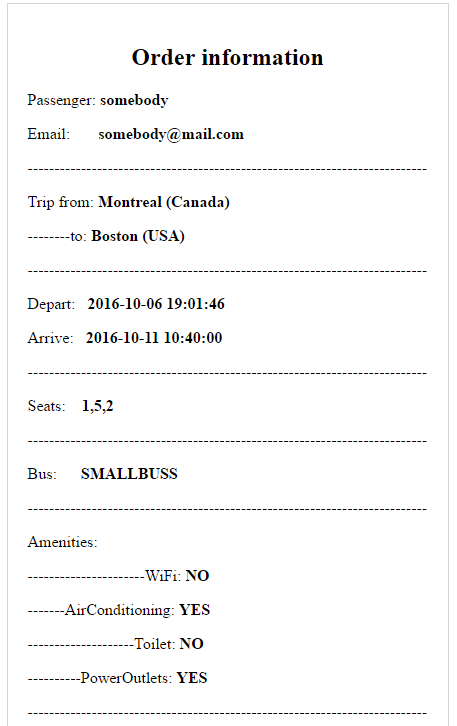 Order information
Passenger: somebody
Email: somebody@mail.com
--------------------------------------------------------------------------
Trip from: Montreal (Canada)
--------to: Boston (USA)
--------------------------------------------------------------------------
Depart: 2016-10-06 19:01:46
Arrive: 2016-10-11 10:40:00
--------------------------------------------------------------------------
Seats: 1,5,2
--------------------------------------------------------------------------
Bus: SMALLBUSS
--------------------------------------------------------------------------
Amenities:
----------------------WiFi: NO
-------AirConditioning: YES
--------------------Toilet: NO
----------PowerOutlets: YES
--------------------------------------------------------------------------